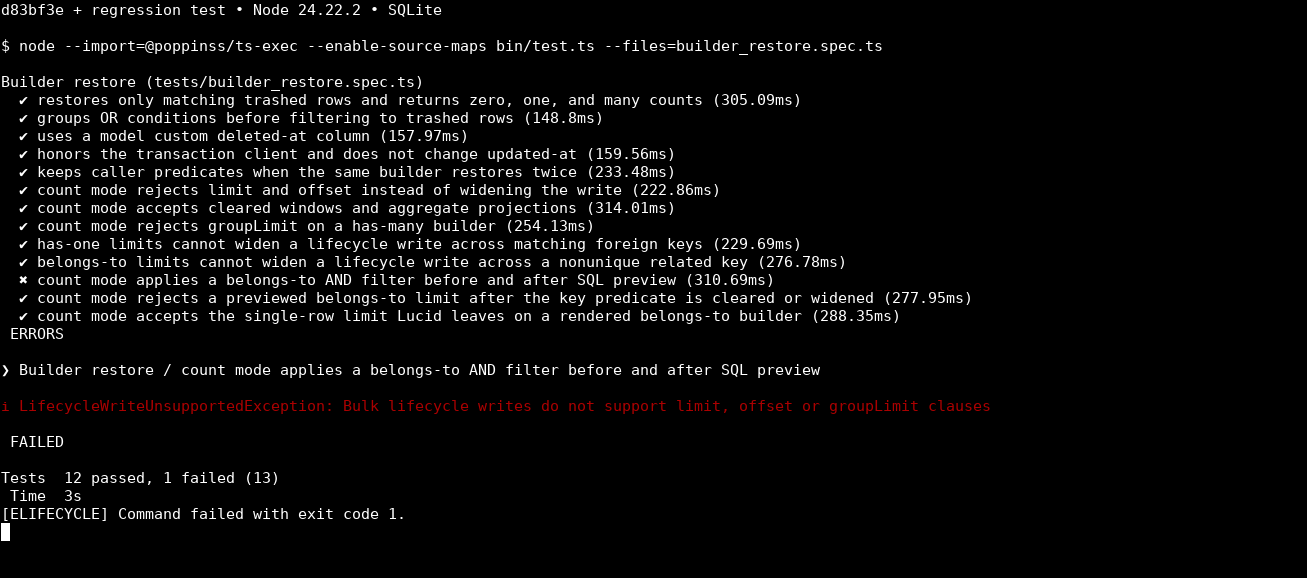 d83bf3e + regression test • Node 24.22.2 • SQLite
$ node --import=@poppinss/ts-exec --enable-source-maps bin/test.ts --files=builder_restore.spec.ts
Builder restore (tests/builder_restore.spec.ts)
✔ restores only matching trashed rows and returns zero, one, and many counts (305.09ms)
✔ groups OR conditions before filtering to trashed rows (148.8ms)
✔ uses a model custom deleted-at column (157.97ms)
✔ honors the transaction client and does not change updated-at (159.56ms)
✔ keeps caller predicates when the same builder restores twice (233.48ms)
✔ count mode rejects limit and offset instead of widening the write (222.86ms)
✔ count mode accepts cleared windows and aggregate projections (314.01ms)
✔ count mode rejects groupLimit on a has-many builder (254.13ms)
✔ has-one limits cannot widen a lifecycle write across matching foreign keys (229.69ms)
✔ belongs-to limits cannot widen a lifecycle write across a nonunique related key (276.78ms)
✖ count mode applies a belongs-to AND filter before and after SQL preview (310.69ms)
✔ count mode rejects a previewed belongs-to limit after the key predicate is cleared or widened (277.95ms)
✔ count mode accepts the single-row limit Lucid leaves on a rendered belongs-to builder (288.35ms)
ERRORS
❯ Builder restore / count mode applies a belongs-to AND filter before and after SQL preview
ℹ LifecycleWriteUnsupportedException: Bulk lifecycle writes do not support limit, offset or groupLimit clauses
FAILED
Tests  12 passed, 1 failed (13)
Time  3s
[ELIFECYCLE] Command failed with exit code 1.